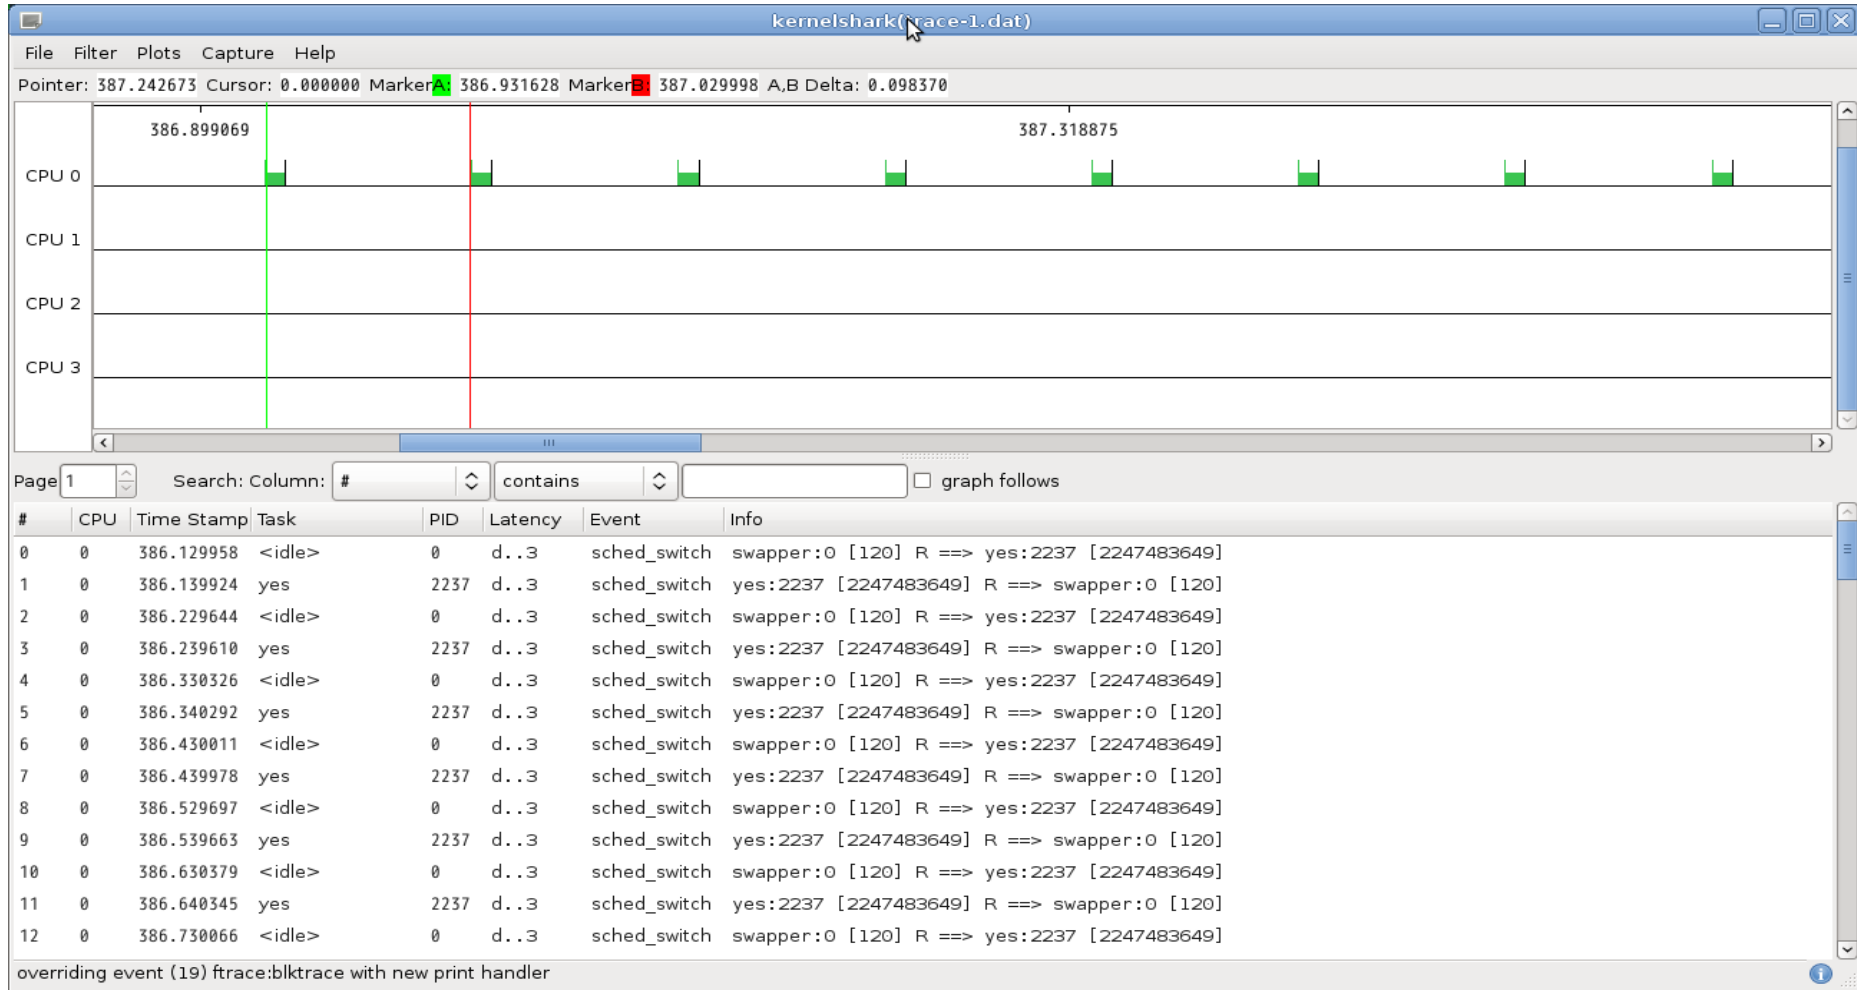 kernelshark(trace-1.dat)
File Filter Plots Capture Help
Pointer: 387.242673 Cursor: 0.000000 MarkerA: 386.931628 MarkerB: 387.029998 A,B Delta: 0.098370
386.899069 387.318875
CPU 0
CPU 1
CPU 2
CPU 3
Page 1 Search: Column: # contains graph follows
# CPU Time Stamp Task PID Latency Event Info
0 0 386.129958 <idle> 0 d..3 sched_switch swapper:0 [120] R ==> yes:2237 [2247483649]
1 0 386.139924 yes 2237 d..3 sched_switch yes:2237 [2247483649] R ==> swapper:0 [120]
2 0 386.229644 <idle> 0 d..3 sched_switch swapper:0 [120] R ==> yes:2237 [2247483649]
3 0 386.239610 yes 2237 d..3 sched_switch yes:2237 [2247483649] R ==> swapper:0 [120]
4 0 386.330326 <idle> 0 d..3 sched_switch swapper:0 [120] R ==> yes:2237 [2247483649]
5 0 386.340292 yes 2237 d..3 sched_switch yes:2237 [2247483649] R ==> swapper:0 [120]
6 0 386.430011 <idle> 0 d..3 sched_switch swapper:0 [120] R ==> yes:2237 [2247483649]
7 0 386.439978 yes 2237 d..3 sched_switch yes:2237 [2247483649] R ==> swapper:0 [120]
8 0 386.529697 <idle> 0 d..3 sched_switch swapper:0 [120] R ==> yes:2237 [2247483649]
9 0 386.539663 yes 2237 d..3 sched_switch yes:2237 [2247483649] R ==> swapper:0 [120]
10 0 386.630379 <idle> 0 d..3 sched_switch swapper:0 [120] R ==> yes:2237 [2247483649]
11 0 386.640345 yes 2237 d..3 sched_switch yes:2237 [2247483649] R ==> swapper:0 [120]
12 0 386.730066 <idle> 0 d..3 sched_switch swapper:0 [120] R ==> yes:2237 [2247483649]
overriding event (19) ftrace:blktrace with new print handler